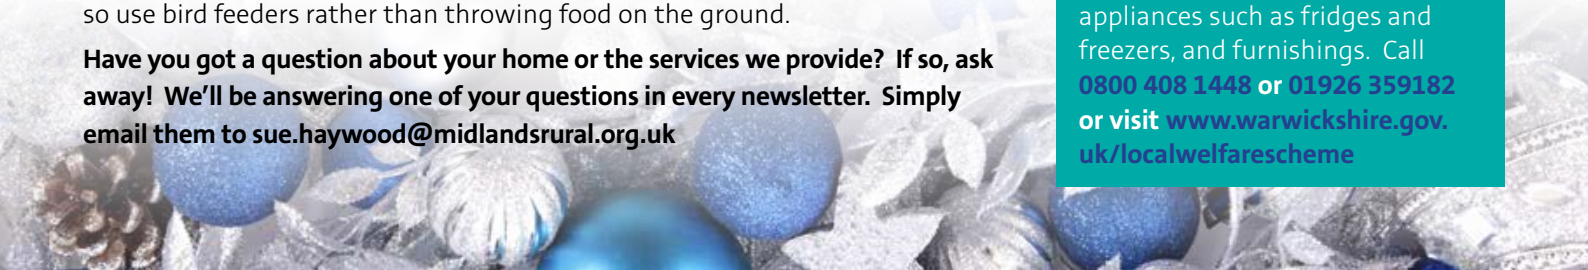 so use bird feeders rather than throwing food on the ground.
Have you got a question about your home or the services we provide?  If so, ask
away!  We'll be answering one of your questions in every newsletter.  Simply
email them to sue.haywood@midlandsrural.org.uk
appliances such as fridges and
freezers, and furnishings.  Call
0800 408 1448 or 01926 359182
or visit www.warwickshire.gov.
uk/localwelfarescheme